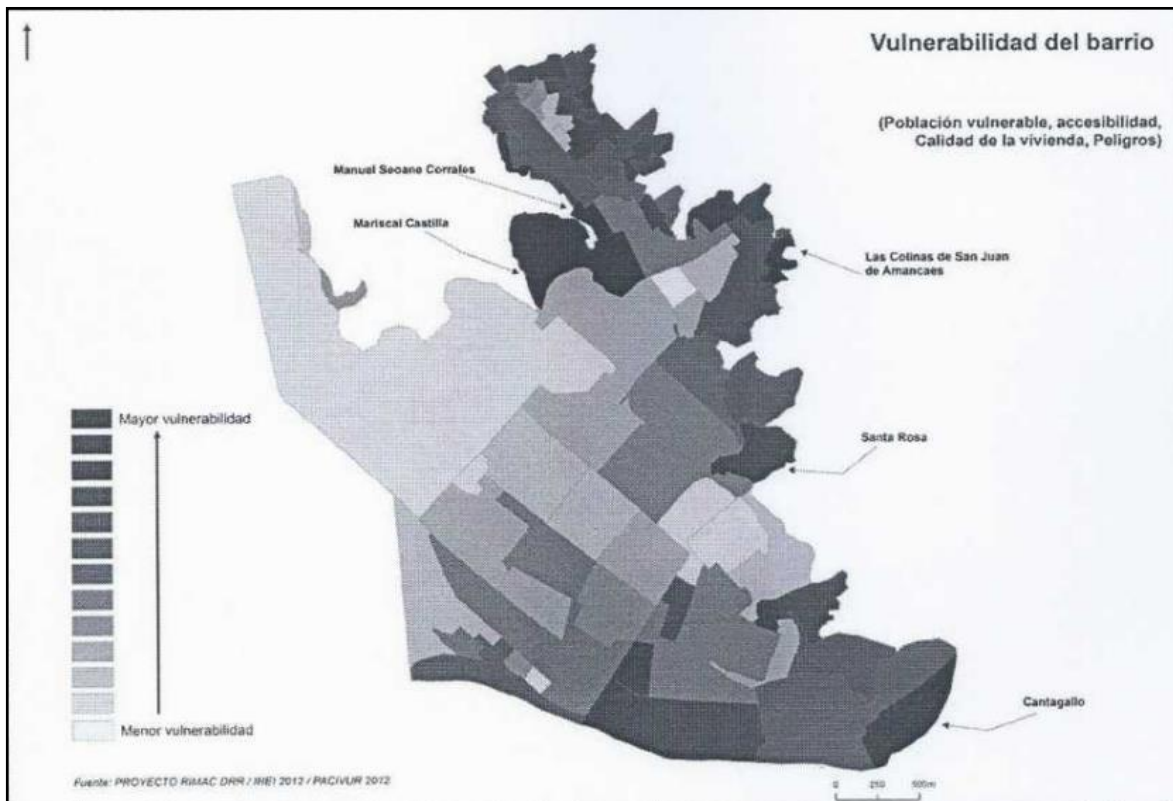 Vulnerabilidad del barrio
(Población vulnerable, accesibilidad,
Calidad de la vivienda, Peligros)
Manuel Seoane Corrales
Mariscal Castilla
Las Colinas de San Juan
de Amancaes
Mayor vulnerabilidad
Santa Rosa
Cantagallo
Menor vulnerabilidad
Fuente: PROYECTO RIMAC DRR / INEI 2012 / PACIVUR 2012
0 250 500m